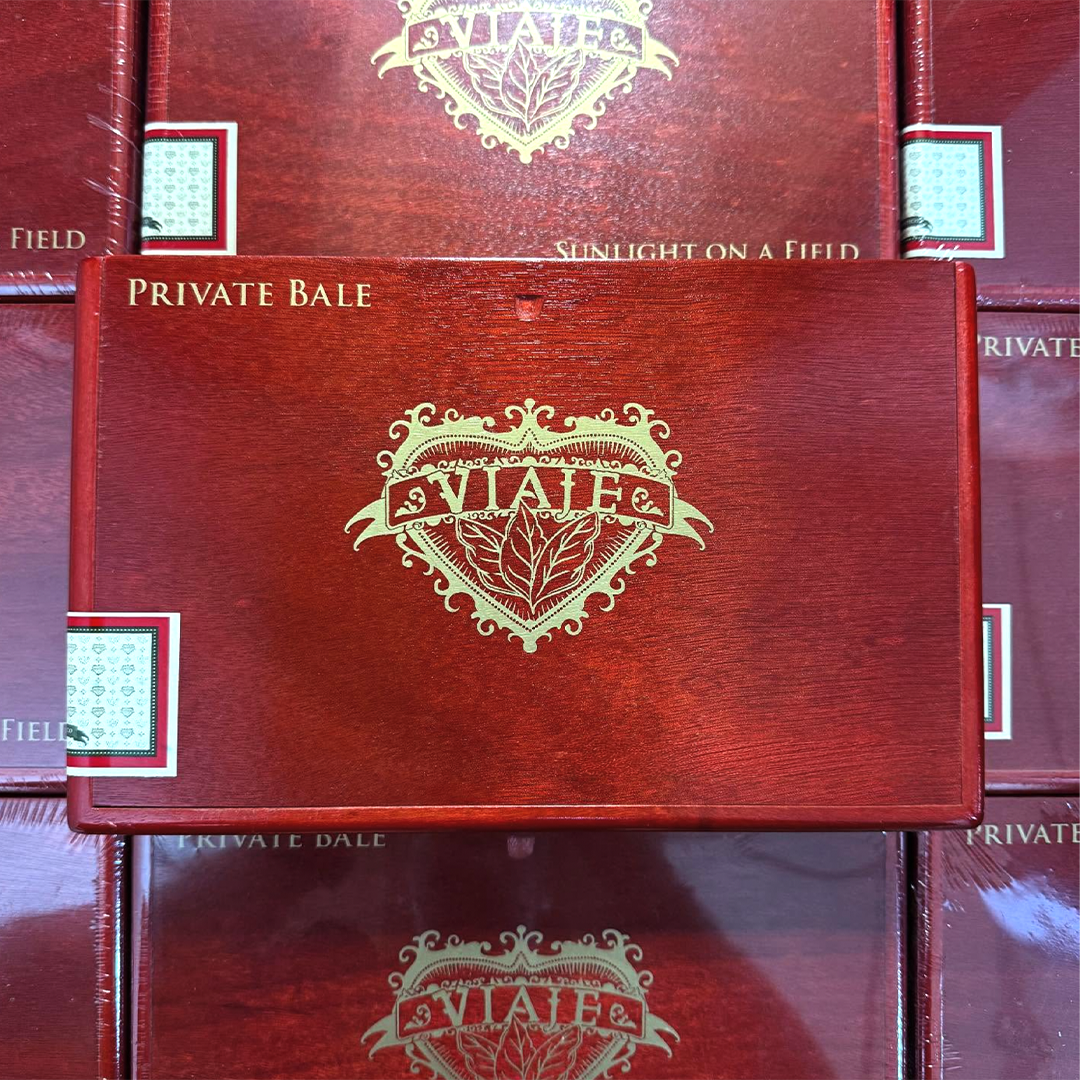 VIAJE
FIELD
SUNLIGHT ON A FIELD
PRIVATE BALE
PRIVATE
VIAJE
FIELD
PRIVATE BALE
PRIVATE
VIAJE